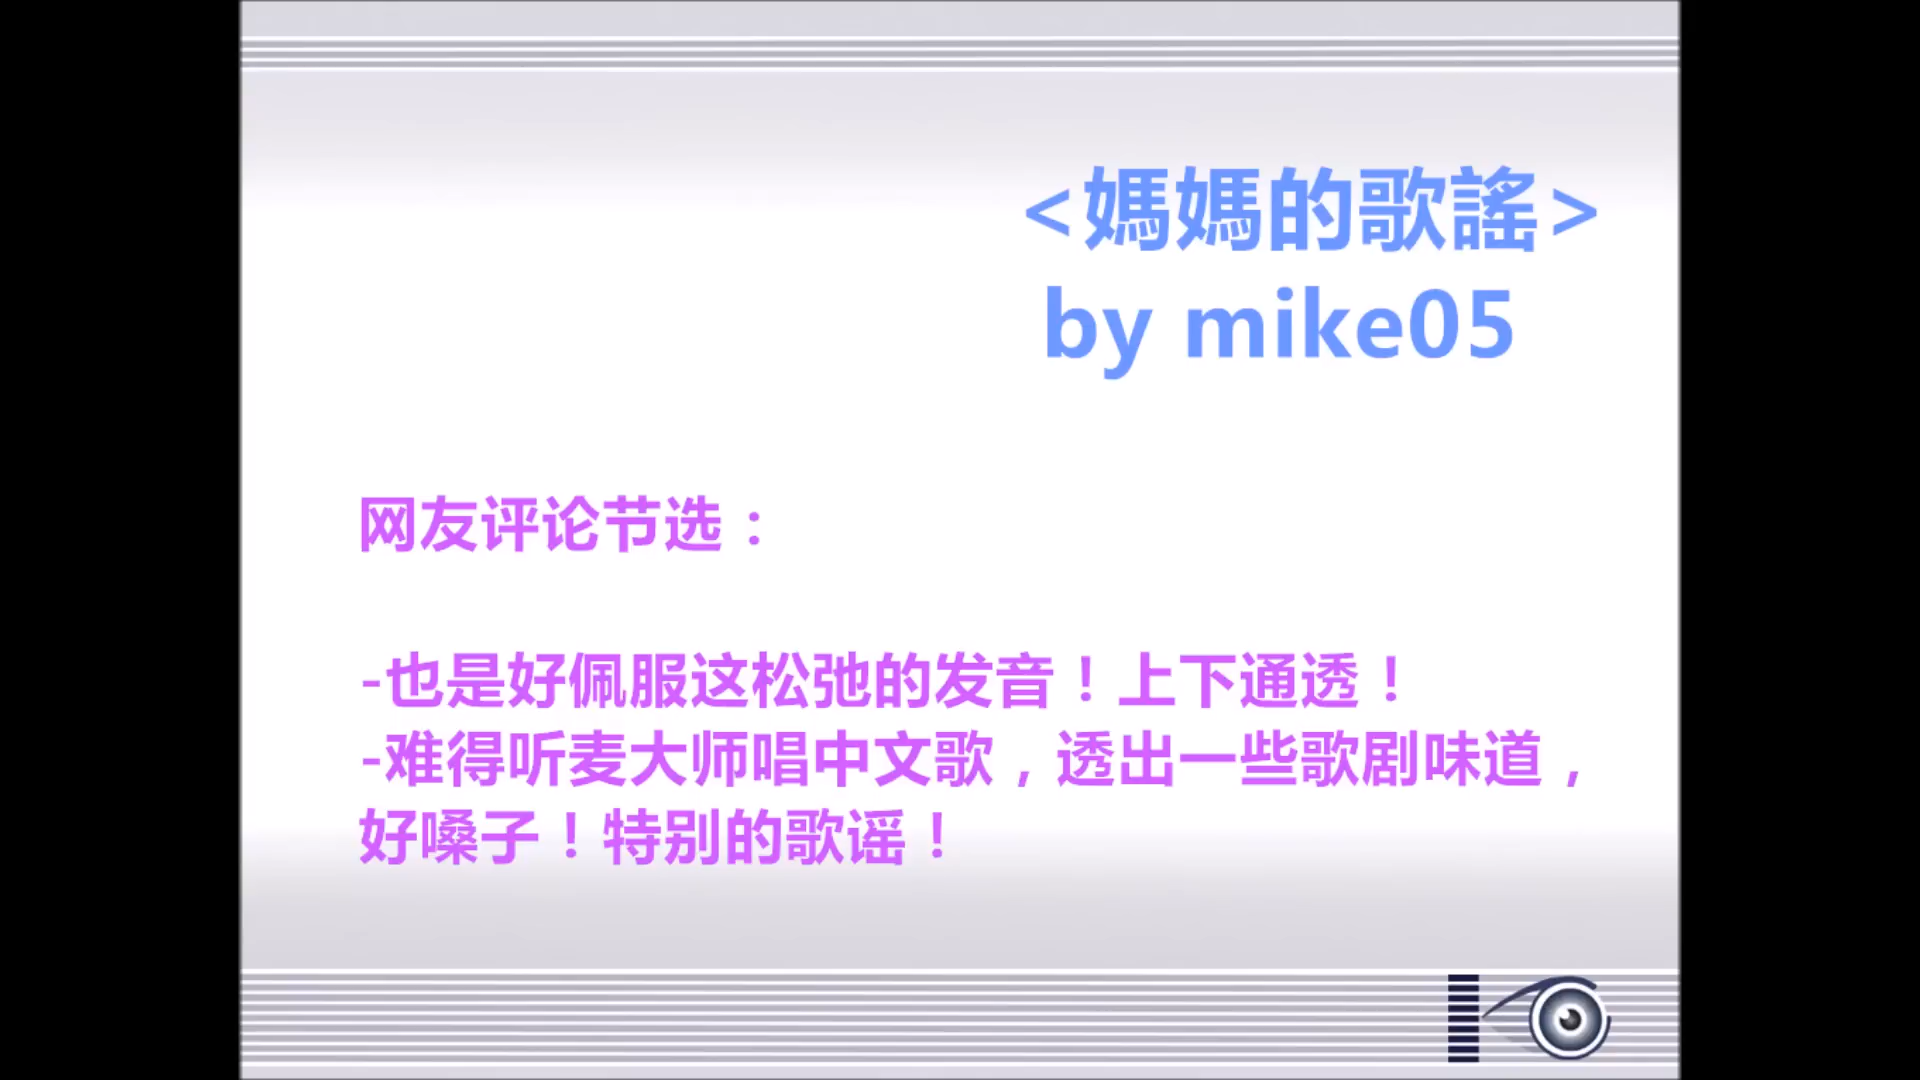 <媽媽的歌謠>
by mike05
网友评论节选：
-也是好佩服这松弛的发音！上下通透！
-难得听麦大师唱中文歌，透出一些歌剧味道，
好嗓子！特别的歌谣！